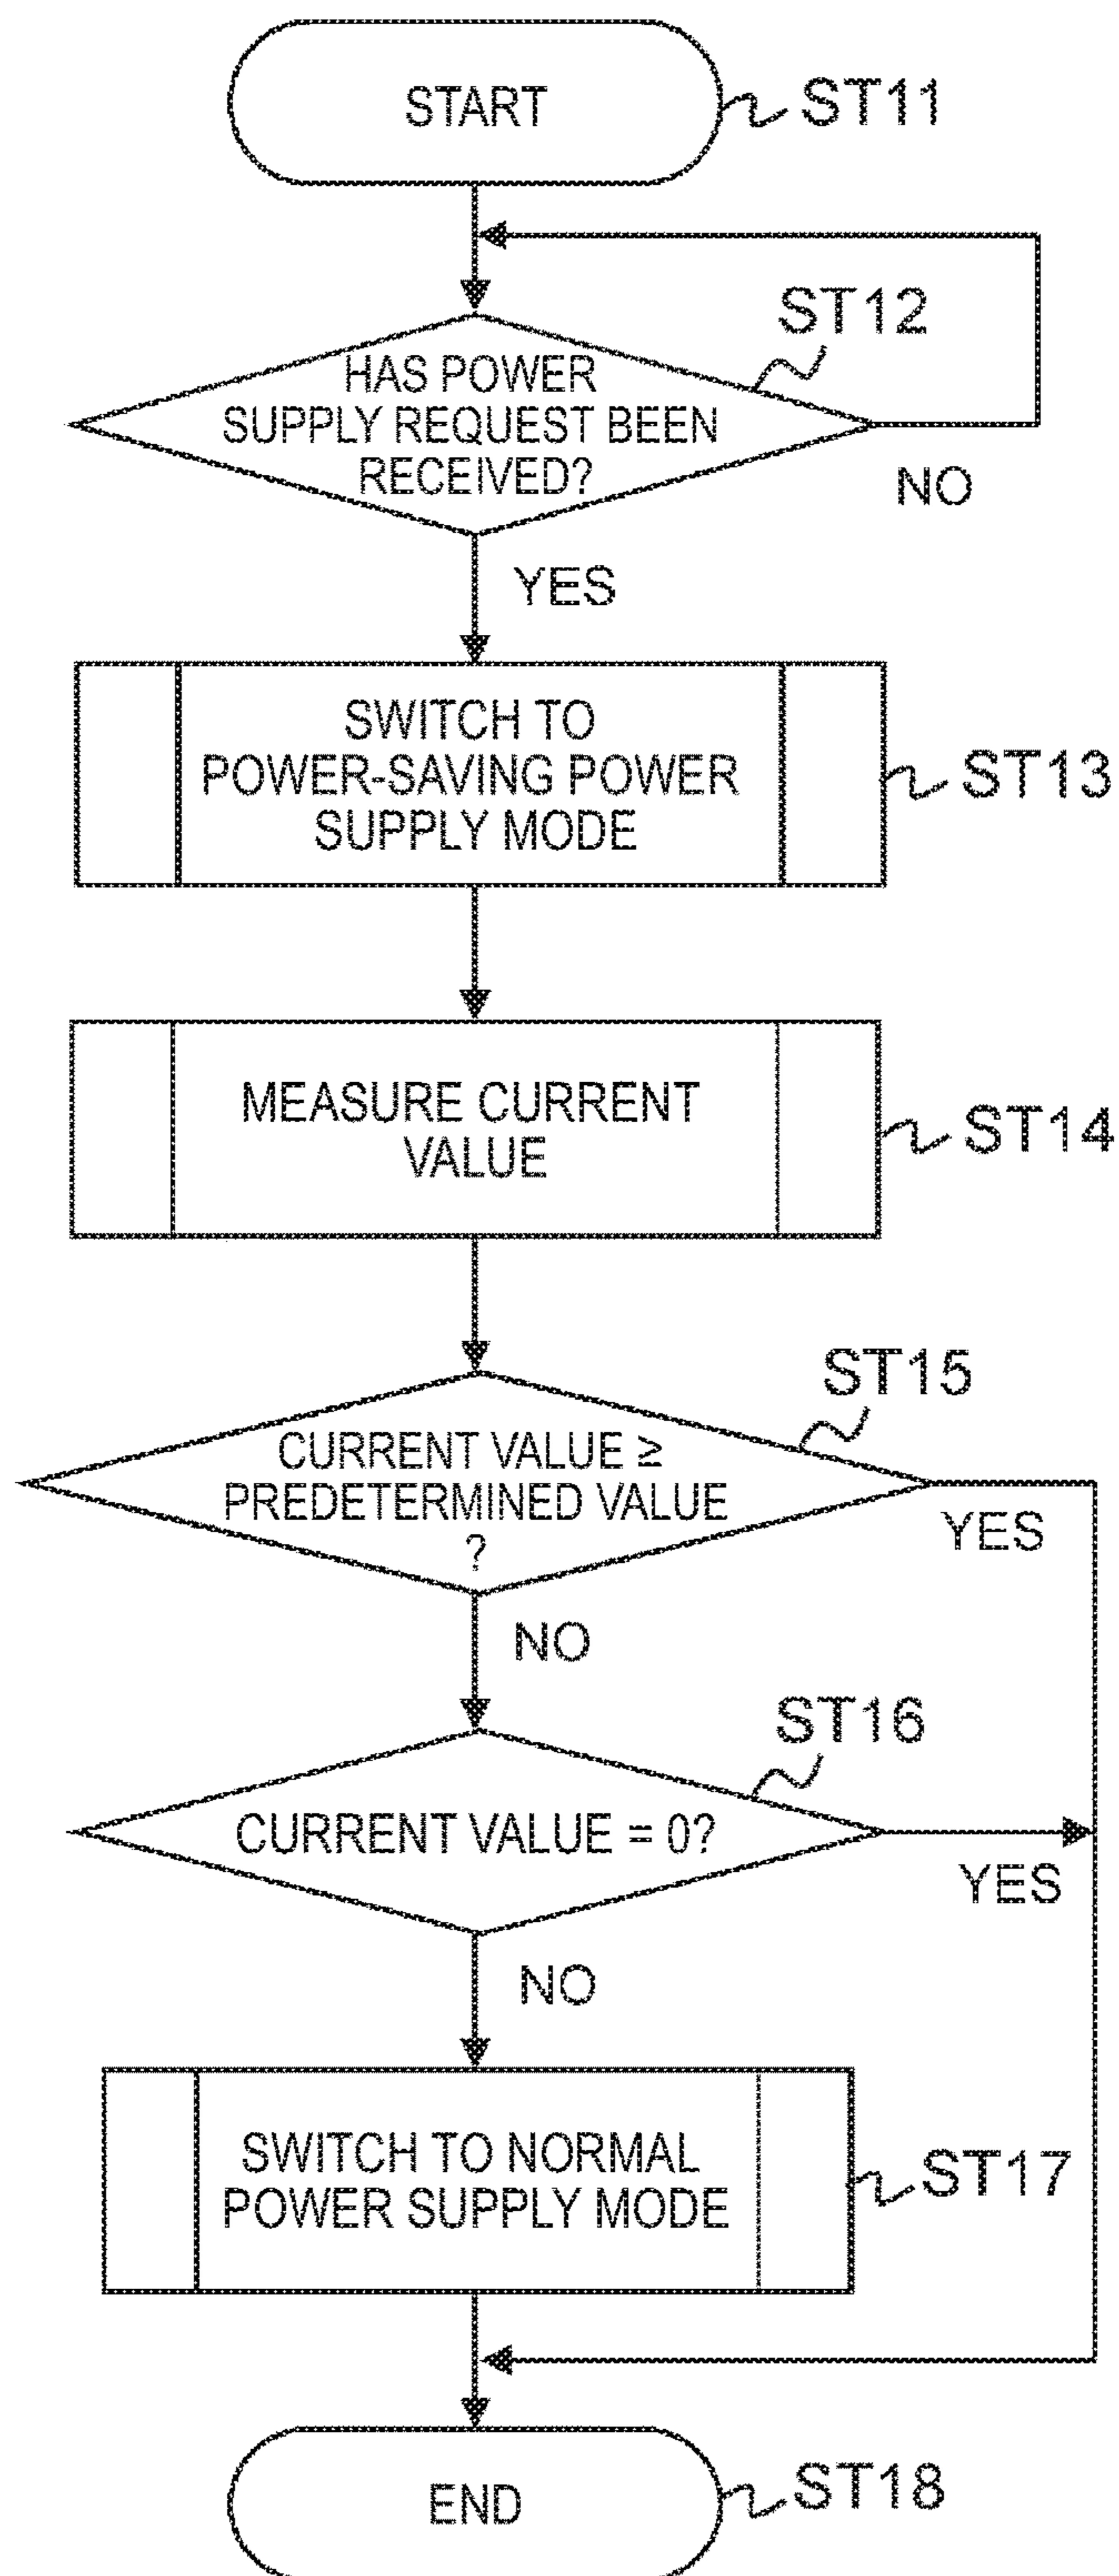 START
ST11
ST12
HAS POWER
SUPPLY REQUEST BEEN
RECEIVED?
NO
YES
SWITCH TO
POWER-SAVING POWER
SUPPLY MODE
ST13
MEASURE CURRENT
VALUE
ST14
ST15
CURRENT VALUE ≥
PREDETERMINED VALUE
?
YES
NO
ST16
CURRENT VALUE = 0?
YES
NO
SWITCH TO NORMAL
POWER SUPPLY MODE
ST17
END
ST18